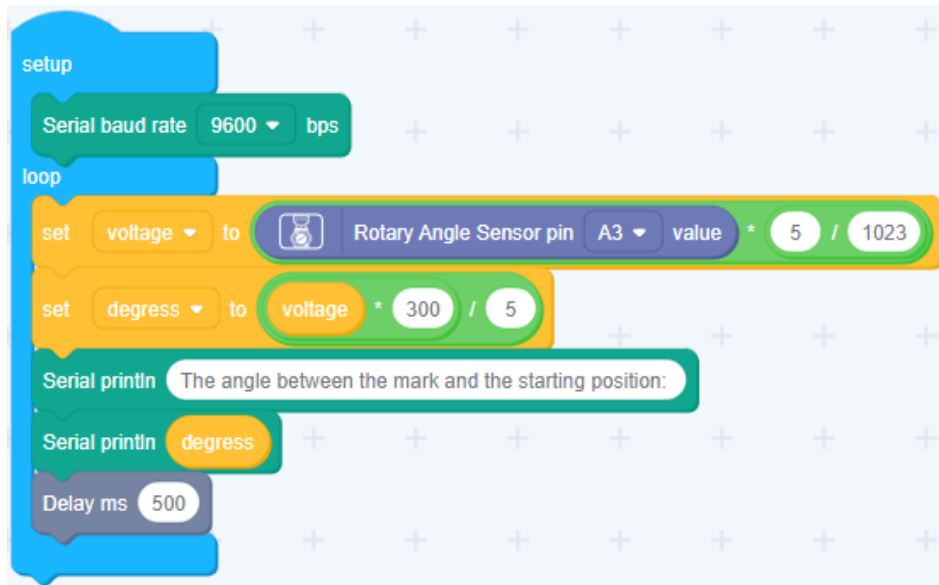 setup
Serial baud rate 9600 bps
loop
set voltage to Rotary Angle Sensor pin A3 value * 5 / 1023
set degress to voltage * 300 / 5
Serial println The angle between the mark and the starting position:
Serial println degress
Delay ms 500